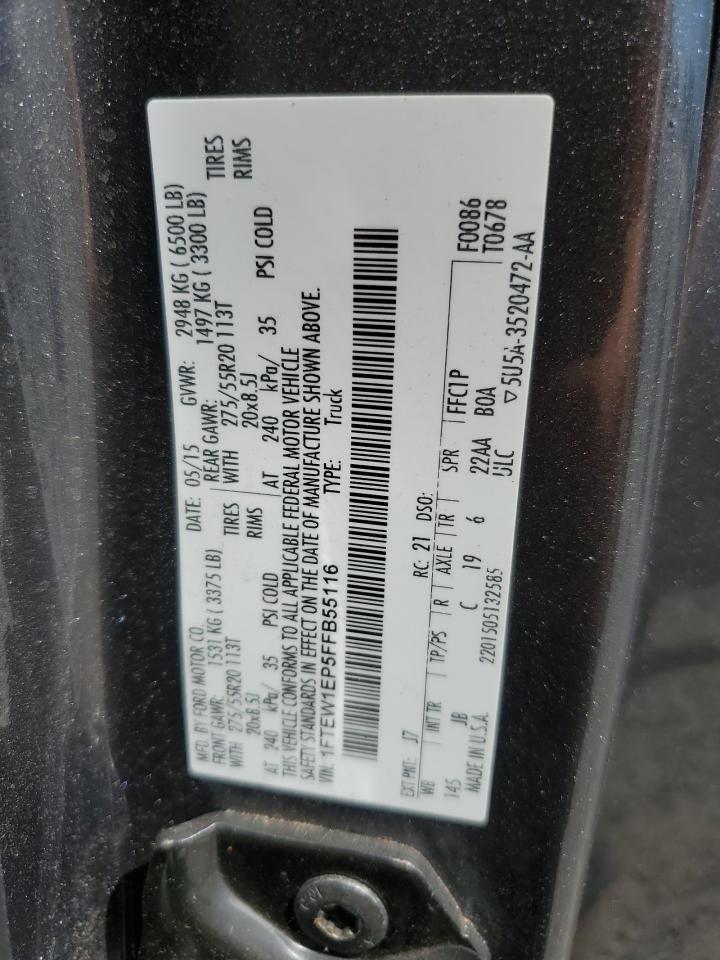 MFD. BY FORD MOTOR CO. DATE: 05/15 GVWR: 2948 KG ( 6500 LB)
FRONT GAWR: 1531 KG ( 3375 LB) REAR GAWR: 1497 KG ( 3300 LB)
WITH 275/55R20 113T TIRES WITH 275/55R20 113T TIRES
20x8.5J RIMS 20x8.5J RIMS
AT 240 kPa/ 35 PSI COLD AT 240 kPa/ 35 PSI COLD
THIS VEHICLE CONFORMS TO ALL APPLICABLE FEDERAL MOTOR VEHICLE
SAFETY STANDARDS IN EFFECT ON THE DATE OF MANUFACTURE SHOWN ABOVE.
VIN: 1FTEW1EP5FFB55116 TYPE: Truck
EXT PNT: J7 RC: 21 DSO: F0086
WB INT TR TP/PS R AXLE TR SPR FFC1P T0678
145 JB C 19 6 22AA BOA
MADE IN U.S.A. 2201505132585 ULC ▽5U5A-3520472-AA